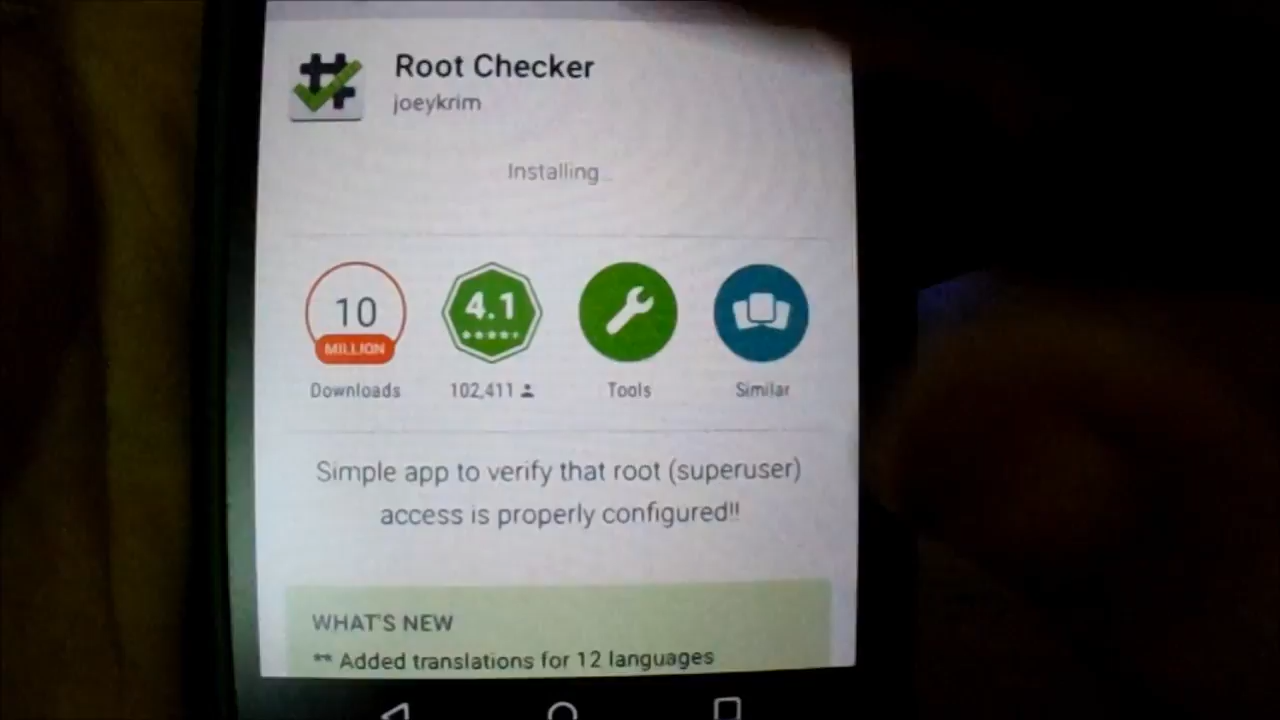 Root Checker
joeykrim
Installing...
10
MILLION
Downloads
4.1
102,411
Tools
Similar
Simple app to verify that root (superuser)
access is properly configured!!
WHAT'S NEW
** Added translations for 12 languages